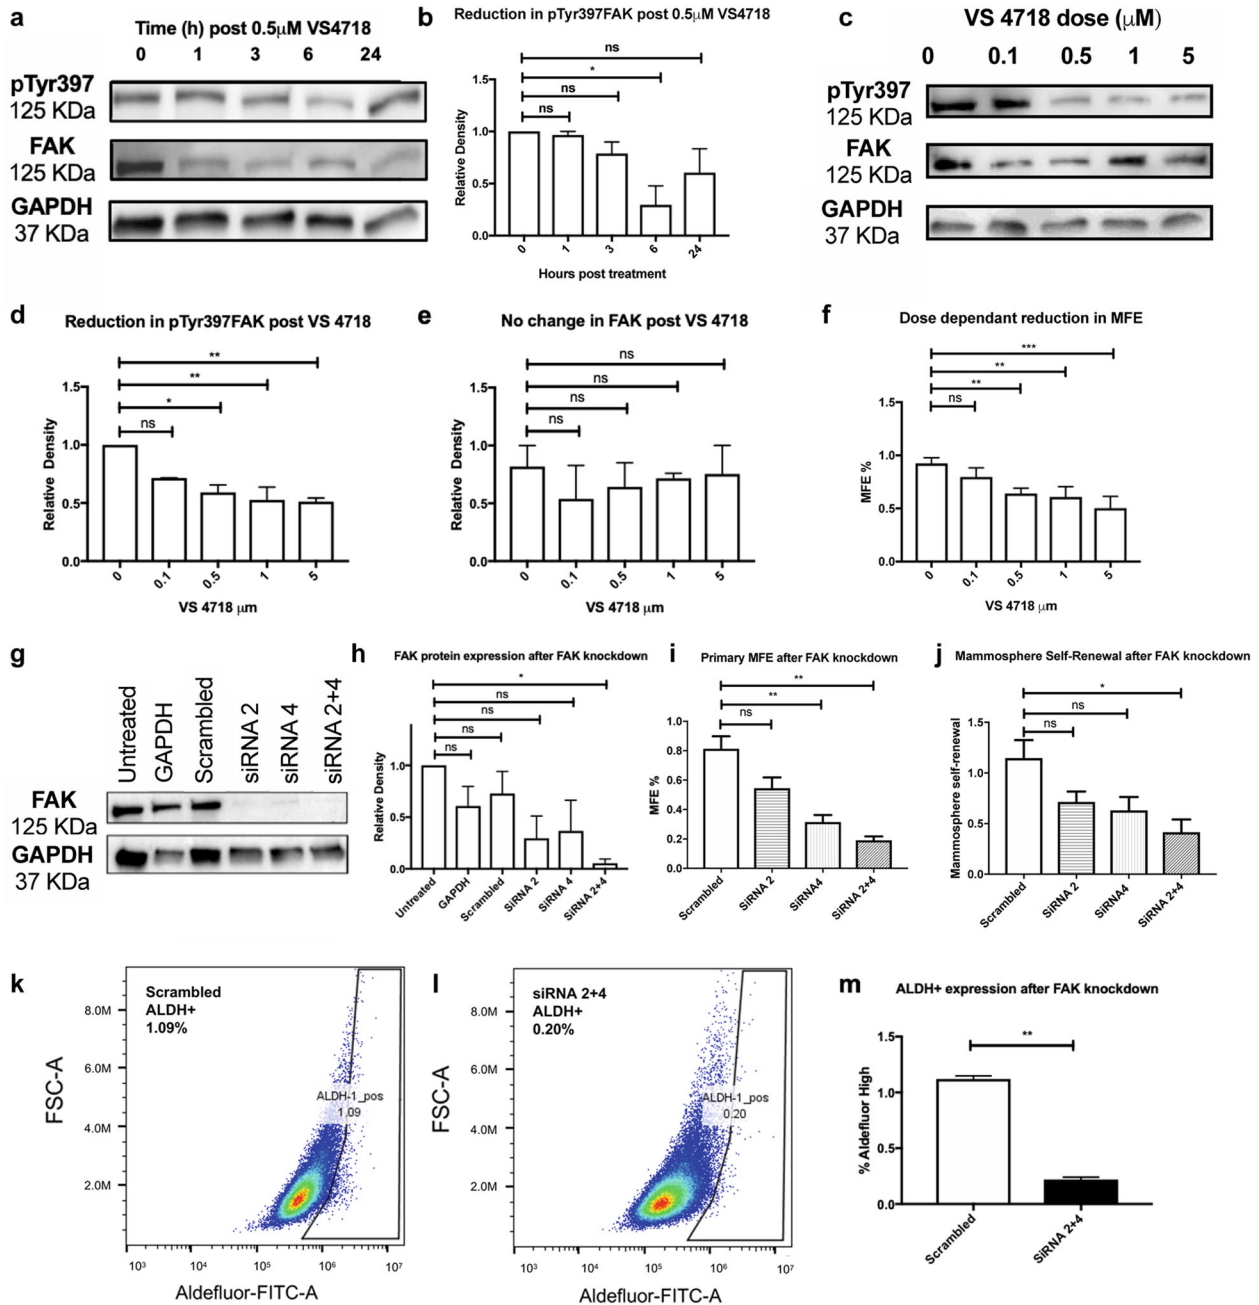 a
Time (h) post 0.5μM VS4718
0 1 3 6 24
pTyr397
125 KDa
FAK
125 KDa
GAPDH
37 KDa
b
Reduction in pTyr397FAK post 0.5μM VS4718
ns
*
ns
ns
Relative Density
1.5
1.0
0.5
0.0
0 1 3 6 24
Hours post treatment
c
VS 4718 dose (μM)
0 0.1 0.5 1 5
pTyr397
125 KDa
FAK
125 KDa
GAPDH
37 KDa
d
Reduction in pTyr397FAK post VS 4718
**
**
*
ns
Relative Density
1.5
1.0
0.5
0.0
0 0.1 0.5 1 5
VS 4718 μm
e
No change in FAK post VS 4718
ns
ns
ns
ns
Relative Density
1.5
1.0
0.5
0.0
0 0.1 0.5 1 5
VS 4718 μm
f
Dose dependant reduction in MFE
***
**
**
ns
MFE %
1.5
1.0
0.5
0.0
0 0.1 0.5 1 5
VS 4718 μm
g
Untreated GAPDH Scrambled siRNA 2 siRNA 4 siRNA 2+4
FAK
125 KDa
GAPDH
37 KDa
h
FAK protein expression after FAK knockdown
*
ns
ns
ns
ns
Relative Density
1.0
0.5
0.0
Untreated GAPDH Scrambled SiRNA 2 SiRNA 4 SiRNA 2+4
i
Primary MFE after FAK knockdown
**
**
ns
MFE %
1.0
0.8
0.6
0.4
0.2
0.0
Scrambled SiRNA 2 SiRNA4 SiRNA 2+4
j
Mammosphere Self-Renewal after FAK knockdown
*
ns
ns
Mammosphere self-renewal
1.5
1.0
0.5
0.0
Scrambled SiRNA 2 SiRNA4 SiRNA 2+4
k
Scrambled
ALDH+
1.09%
FSC-A
8.0M
6.0M
4.0M
2.0M
ALDH-1_pos
1.09
10³ 10⁴ 10⁵ 10⁶ 10⁷
Aldefluor-FITC-A
l
siRNA 2+4
ALDH+
0.20%
FSC-A
8.0M
6.0M
4.0M
2.0M
ALDH-1_pos
0.20
10³ 10⁴ 10⁵ 10⁶ 10⁷
Aldefluor-FITC-A
m
ALDH+ expression after FAK knockdown
**
% Aldefluor High
1.5
1.0
0.5
0.0
Scrambled SiRNA 2+4